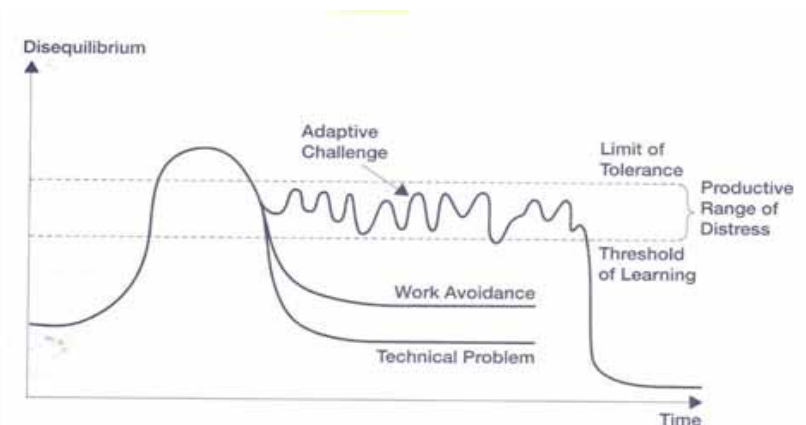 Disequilibrium
Adaptive
Challenge
Limit of
Tolerance
Productive
Range of
Distress
Threshold
of Learning
Work Avoidance
Technical Problem
Time